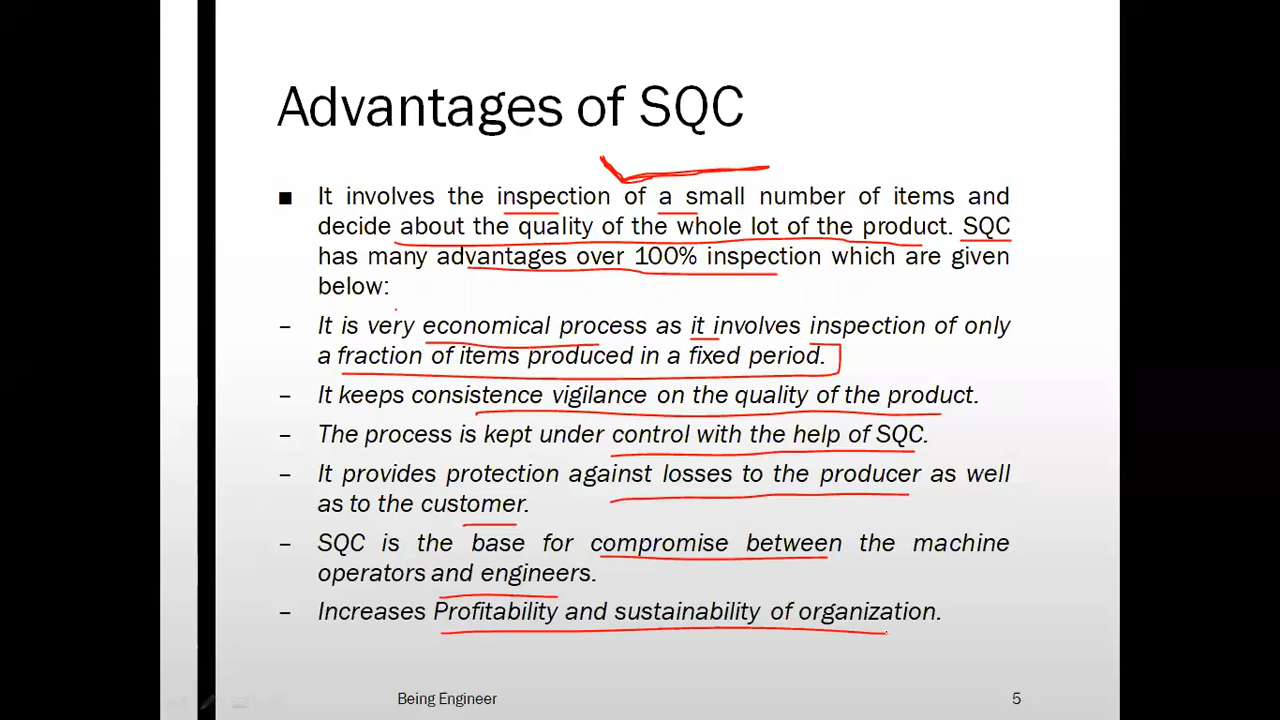 Advantages of SQC
■ It involves the inspection of a small number of items and
decide about the quality of the whole lot of the product. SQC
has many advantages over 100% inspection which are given
below:
– It is very economical process as it involves inspection of only
a fraction of items produced in a fixed period.
– It keeps consistence vigilance on the quality of the product.
– The process is kept under control with the help of SQC.
– It provides protection against losses to the producer as well
as to the customer.
– SQC is the base for compromise between the machine
operators and engineers.
– Increases Profitability and sustainability of organization.
Being Engineer 5